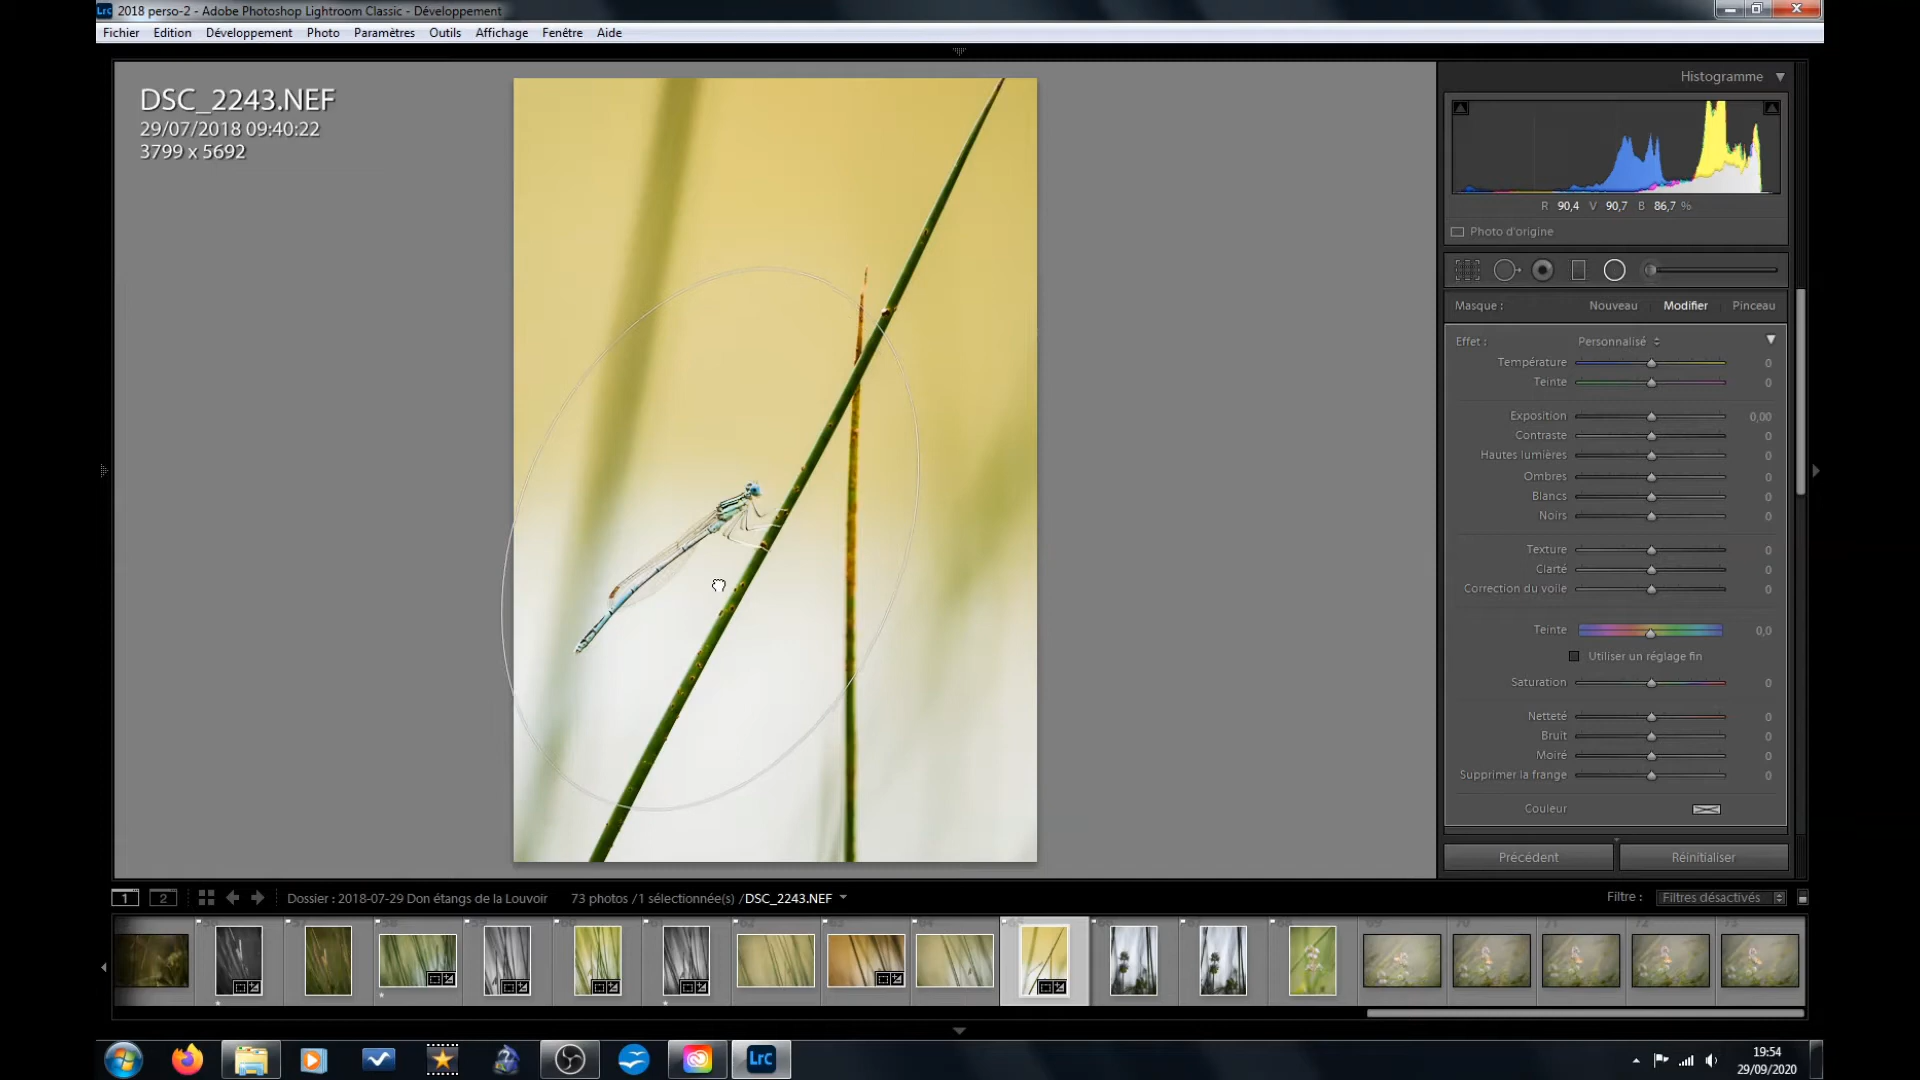 Lrc 2018 perso-2 - Adobe Photoshop Lightroom Classic - Développement
Fichier Edition Développement Photo Paramètres Outils Affichage Fenêtre Aide
DSC_2243.NEF
29/07/2018 09:40:22
3799 x 5692
Histogramme
R 90,4 V 90,7 B 86,7 %
Photo d'origine
Masque : Nouveau Modifier Pinceau
Effet : Personnalisé
Température 0
Teinte 0
Exposition 0,00
Contraste 0
Hautes lumières 0
Ombres 0
Blancs 0
Noirs 0
Texture 0
Clarté 0
Correction du voile 0
Teinte 0,0
Utiliser un réglage fin
Saturation 0
Netteté 0
Bruit 0
Moiré 0
Supprimer la frange 0
Couleur
Précédent Réinitialiser
1 2 Dossier : 2018-07-29 Don étangs de la Louvoir 73 photos /1 sélectionnée(s) /DSC_2243.NEF Filtre : Filtres désactivés
Lrc
19:54
29/09/2020